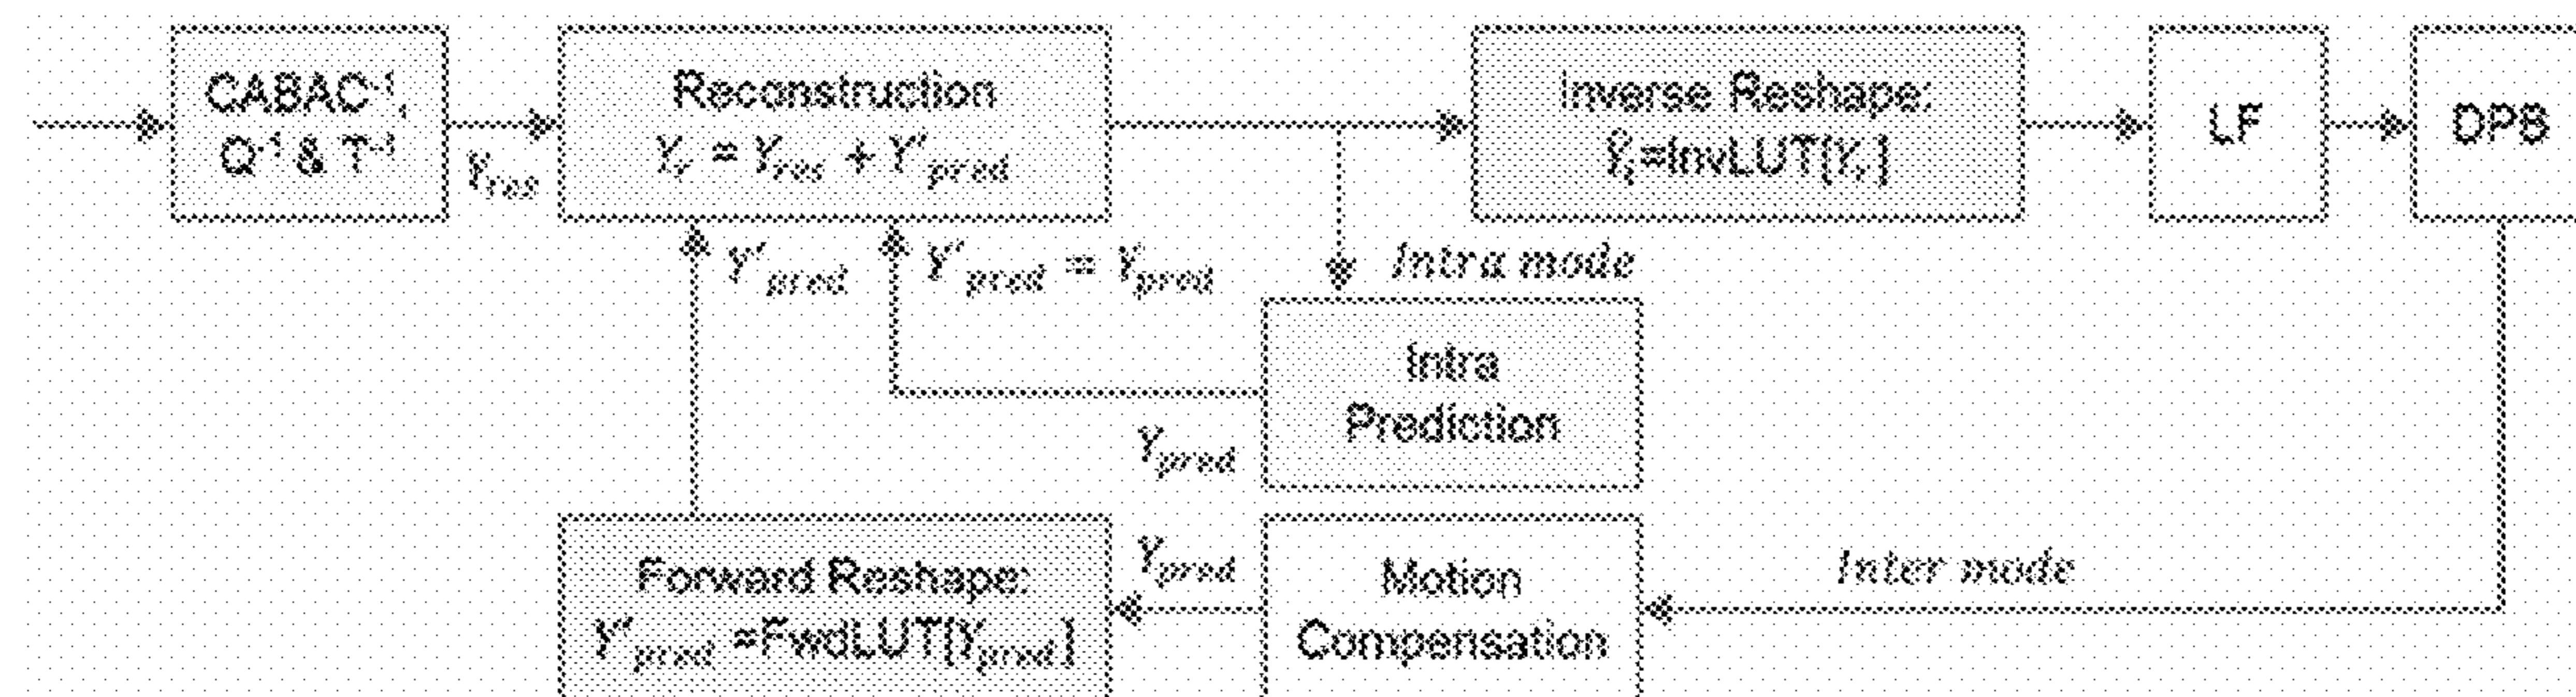 CABAC⁻¹,
Q⁻¹ & T⁻¹
Y_res
Reconstruction
Y_r = Y_res + Y'_pred
Inverse Reshape:
Ŷ_r=InvLUT[Y_r]
LF
DPB
Y'_pred
Y'_pred = Y_pred
Intra mode
Intra
Prediction
Y_pred
Forward Reshape:
Y'_pred =FwdLUT[Y_pred]
Y_pred
Motion
Compensation
Inter mode